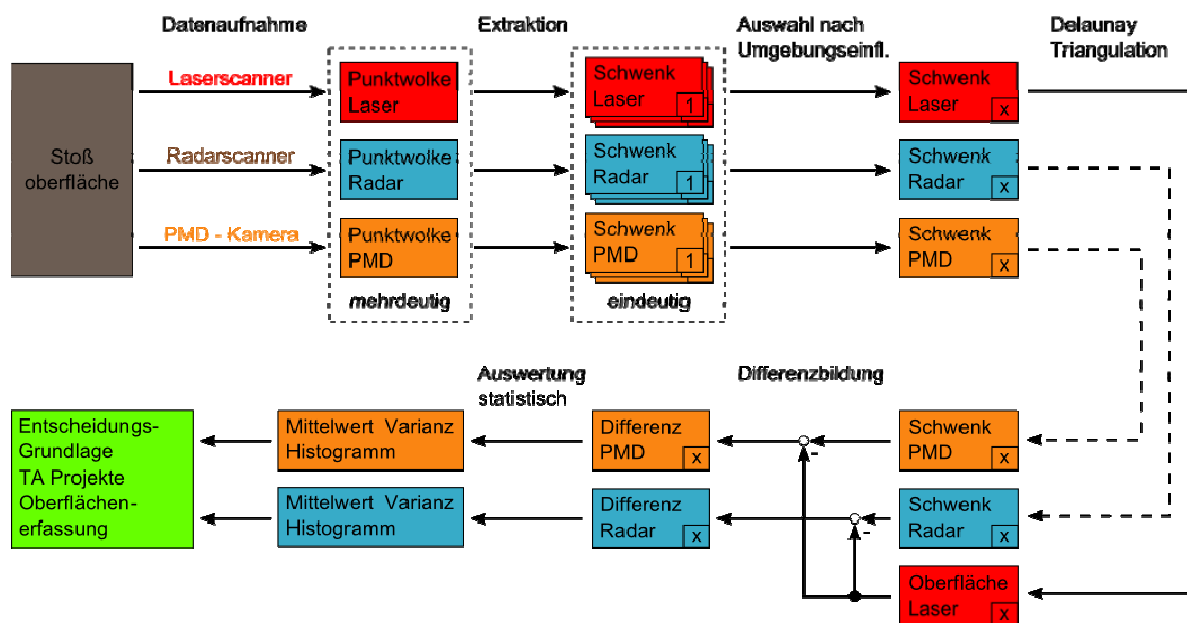 Datenaufnahme
Extraktion
Auswahl nach
Umgebungseinfl.
Delaunay
Triangulation
Stoß
oberfläche
Laserscanner
Radarscanner
PMD - Kamera
Punktwolke
Laser
Punktwolke
Radar
Punktwolke
PMD
mehrdeutig
Schwenk
Laser 1
Schwenk
Radar 1
Schwenk
PMD 1
eindeutig
Schwenk
Laser x
Schwenk
Radar x
Schwenk
PMD x
Auswertung
statistisch
Differenzbildung
Entscheidungs-
Grundlage
TA Projekte
Oberflächen-
erfassung
Mittelwert Varianz
Histogramm
Mittelwert Varianz
Histogramm
Differenz
PMD x
Differenz
Radar x
-
-
Schwenk
PMD x
Schwenk
Radar x
Oberfläche
Laser x